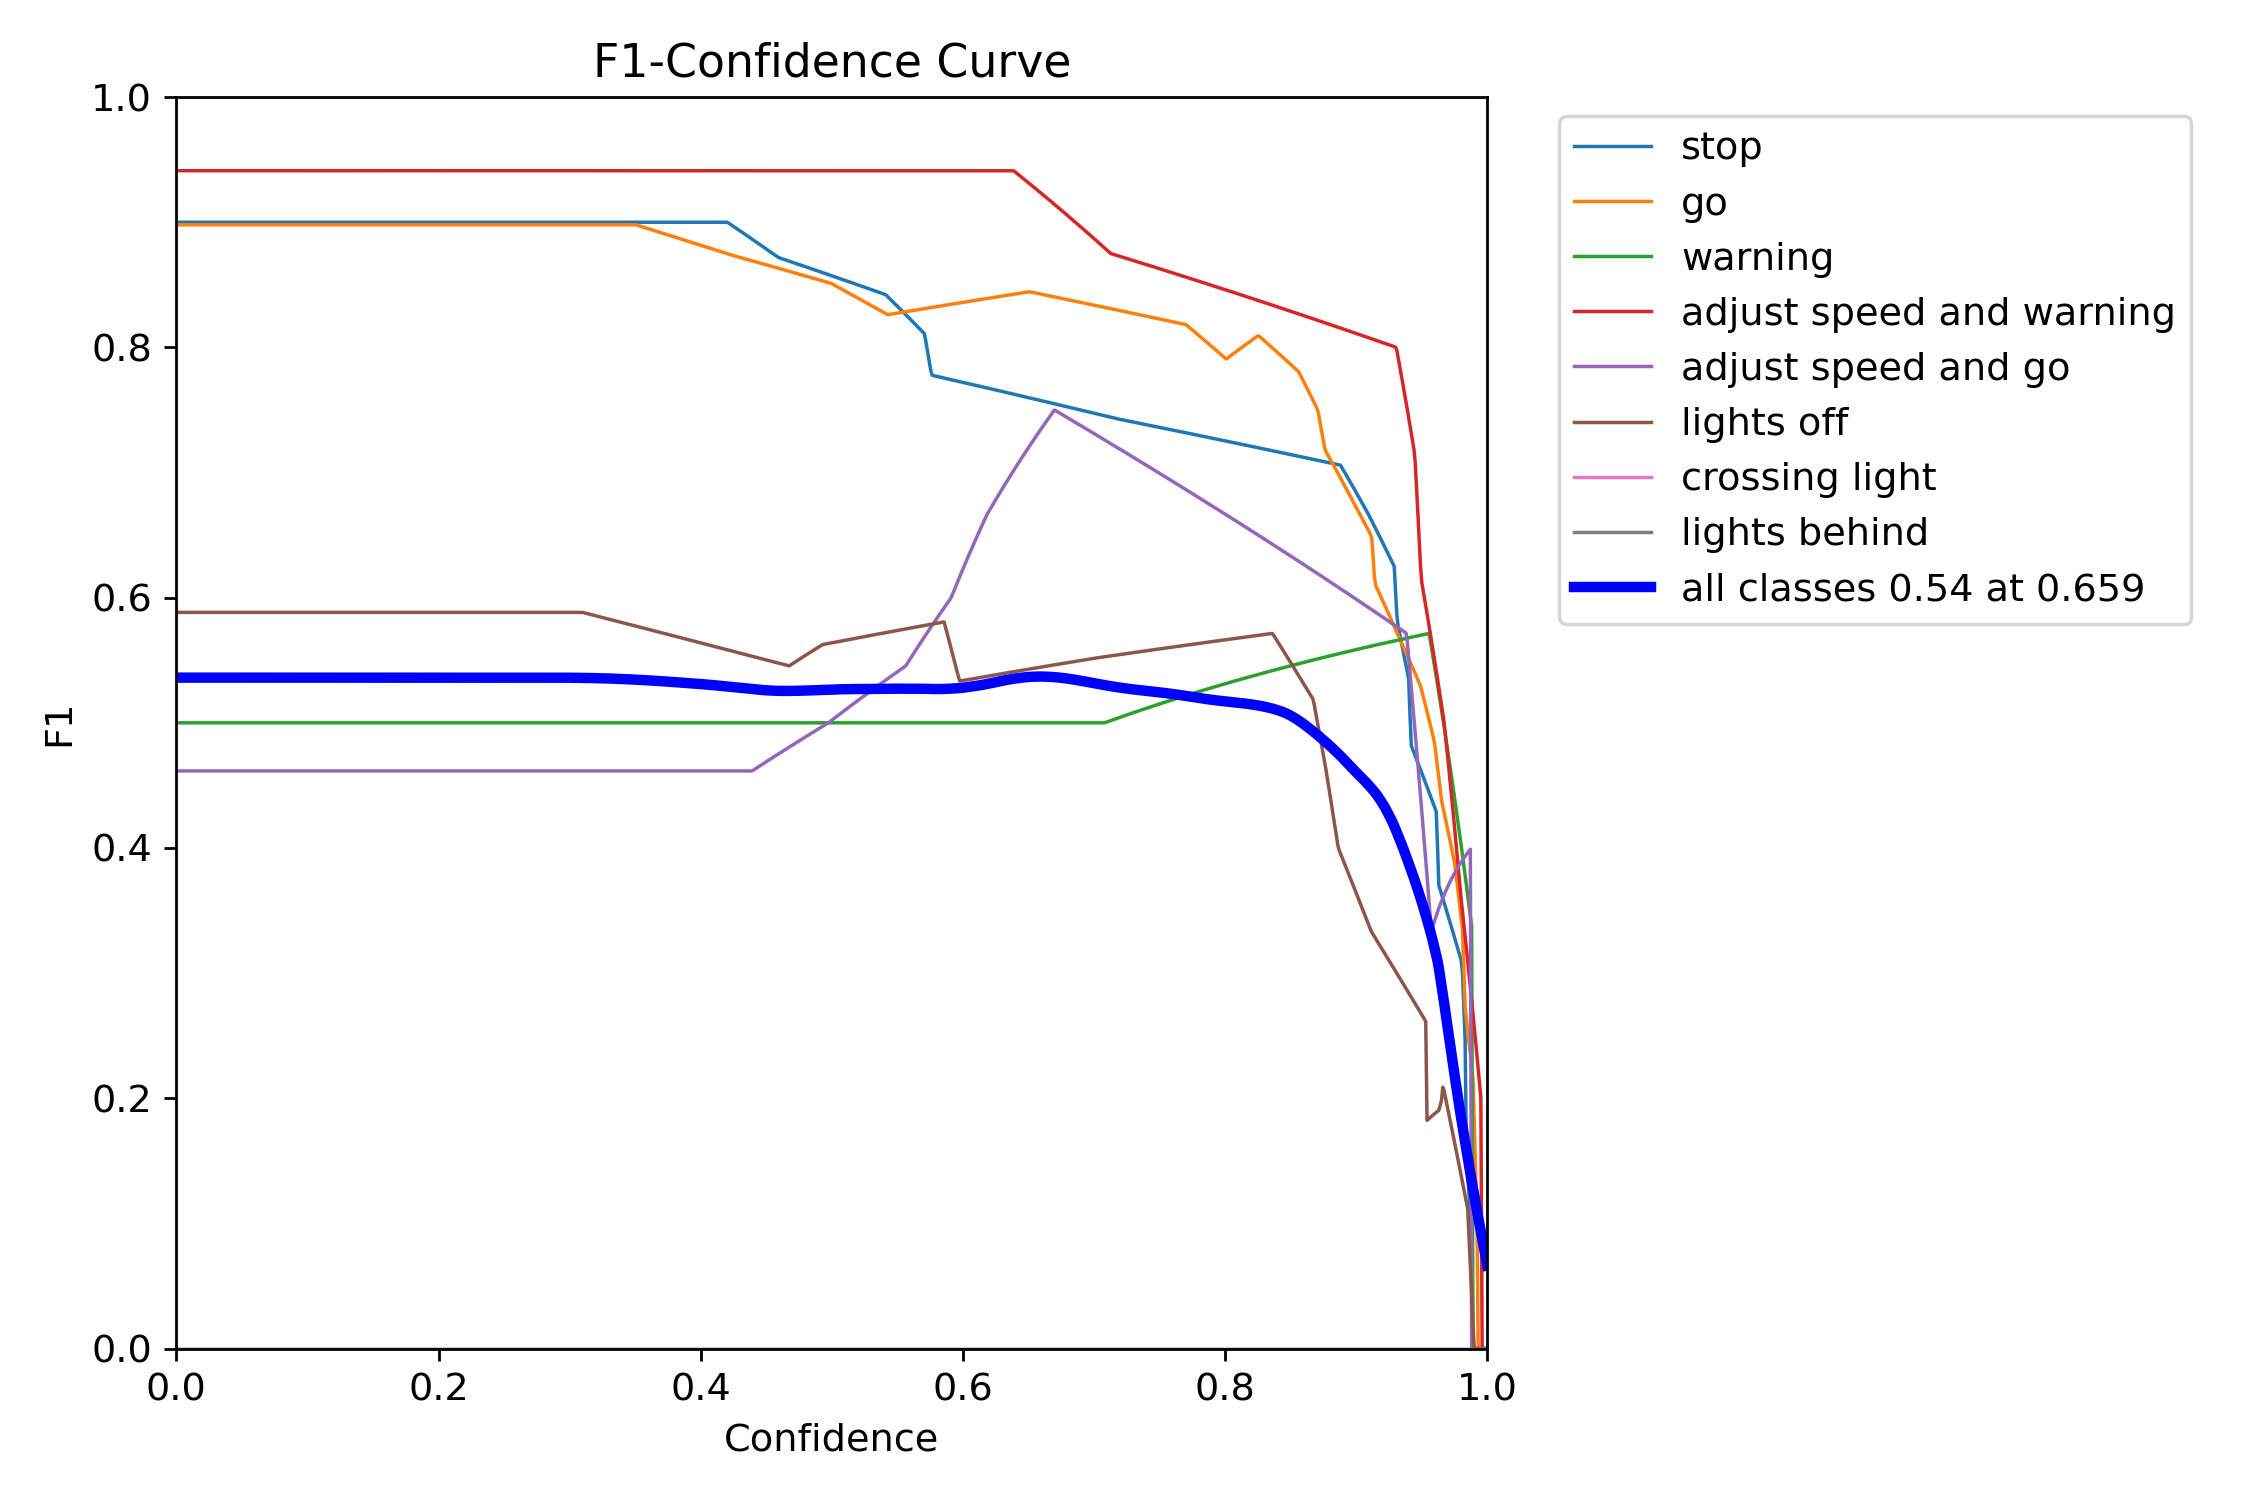 F1-Confidence Curve
1.0
0.8
0.6
0.4
0.2
0.0
F1
0.0 0.2 0.4 0.6 0.8 1.0
Confidence
stop
go
warning
adjust speed and warning
adjust speed and go
lights off
crossing light
lights behind
all classes 0.54 at 0.659